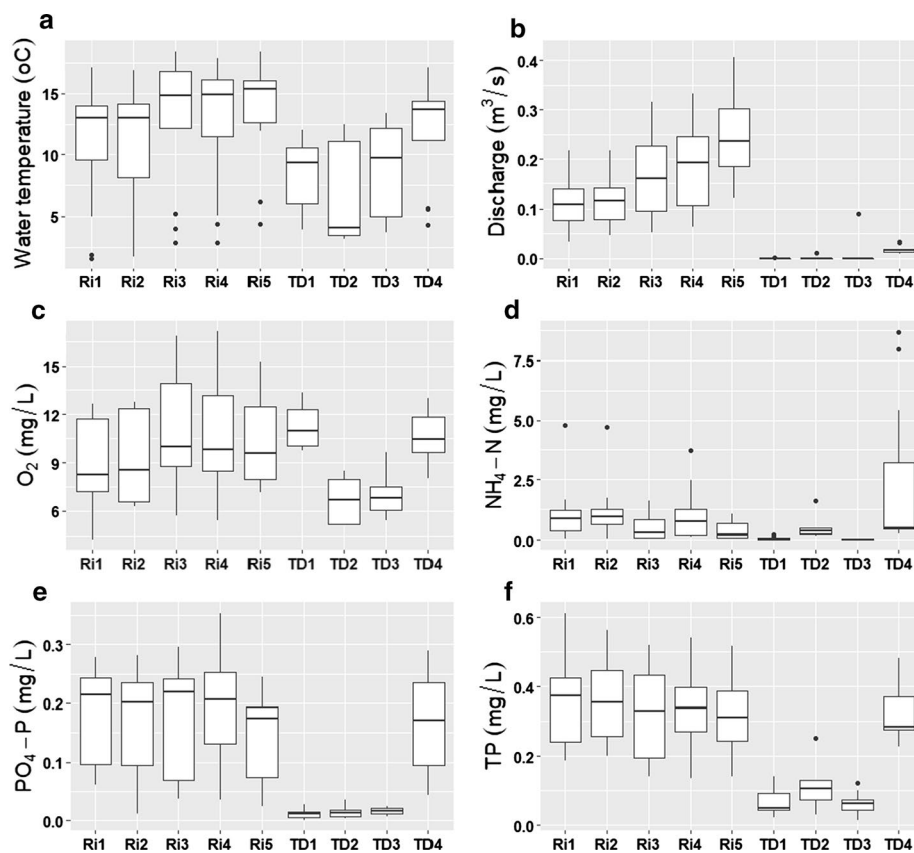 a
Water temperature (oC)
15
10
5
Ri1 Ri2 Ri3 Ri4 Ri5 TD1 TD2 TD3 TD4
b
Discharge (m³/s)
0.4
0.3
0.2
0.1
0.0
Ri1 Ri2 Ri3 Ri4 Ri5 TD1 TD2 TD3 TD4
c
O₂ (mg/L)
15
12
9
6
Ri1 Ri2 Ri3 Ri4 Ri5 TD1 TD2 TD3 TD4
d
NH₄−N (mg/L)
7.5
5.0
2.5
0.0
Ri1 Ri2 Ri3 Ri4 Ri5 TD1 TD2 TD3 TD4
e
PO₄−P (mg/L)
0.3
0.2
0.1
0.0
Ri1 Ri2 Ri3 Ri4 Ri5 TD1 TD2 TD3 TD4
f
TP (mg/L)
0.6
0.4
0.2
0.0
Ri1 Ri2 Ri3 Ri4 Ri5 TD1 TD2 TD3 TD4